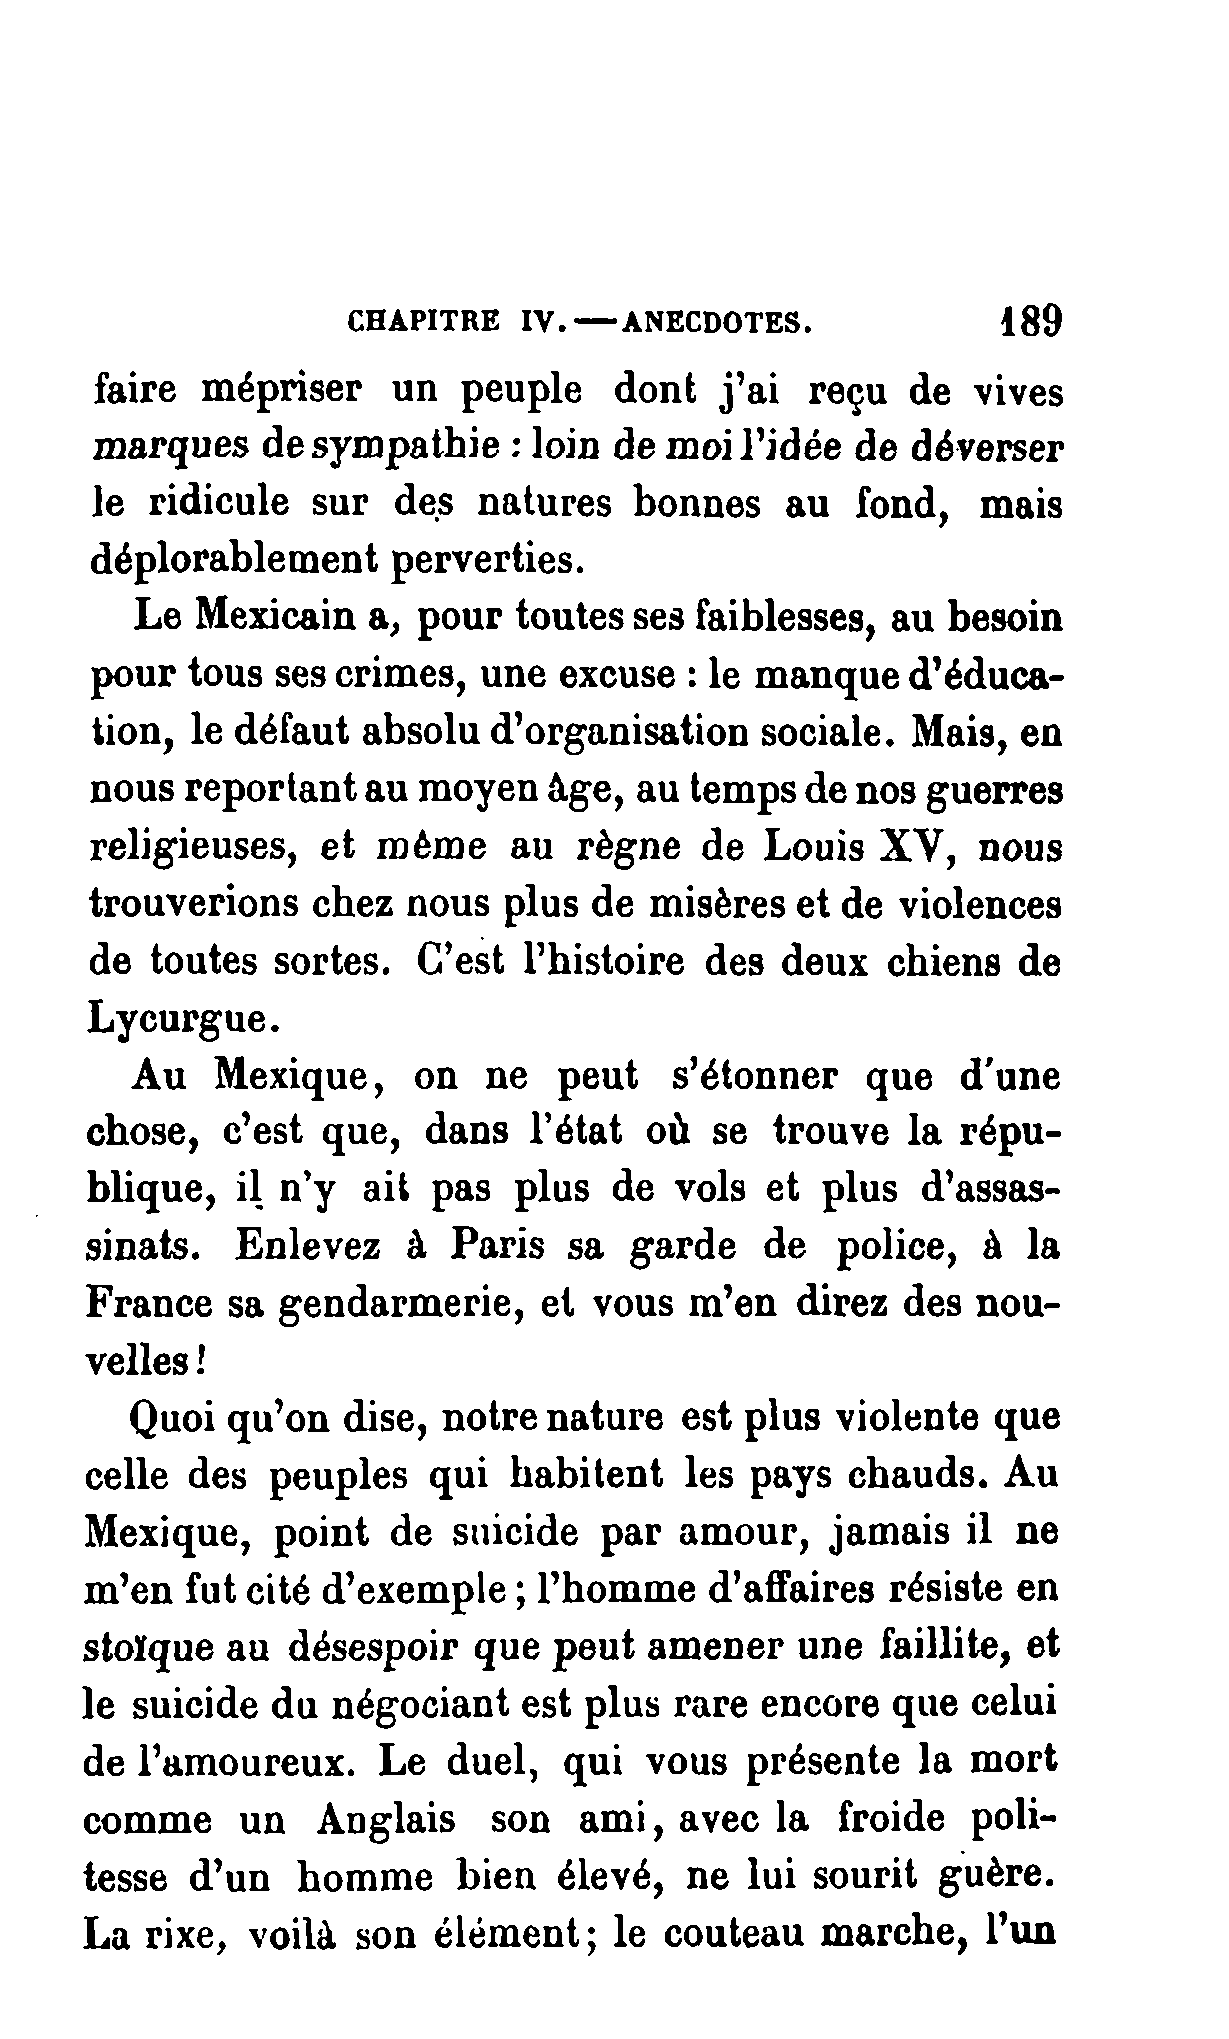 CHAPITRE IV.—ANECDOTES. 189
faire mépriser un peuple dont j'ai reçu de vives
marques de sympathie : loin de moi l'idée de déverser
le ridicule sur des natures bonnes au fond, mais
déplorablement perverties.
Le Mexicain a, pour toutes ses faiblesses, au besoin
pour tous ses crimes, une excuse : le manque d'éduca-
tion, le défaut absolu d'organisation sociale. Mais, en
nous reportant au moyen âge, au temps de nos guerres
religieuses, et même au règne de Louis XV, nous
trouverions chez nous plus de misères et de violences
de toutes sortes. C'est l'histoire des deux chiens de
Lycurgue.
Au Mexique, on ne peut s'étonner que d'une
chose, c'est que, dans l'état où se trouve la répu-
blique, il n'y ait pas plus de vols et plus d'assas-
sinats. Enlevez à Paris sa garde de police, à la
France sa gendarmerie, et vous m'en direz des nou-
velles !
Quoi qu'on dise, notre nature est plus violente que
celle des peuples qui habitent les pays chauds. Au
Mexique, point de suicide par amour, jamais il ne
m'en fut cité d'exemple ; l'homme d'affaires résiste en
stoïque au désespoir que peut amener une faillite, et
le suicide du négociant est plus rare encore que celui
de l'amoureux. Le duel, qui vous présente la mort
comme un Anglais son ami, avec la froide poli-
tesse d'un homme bien élevé, ne lui sourit guère.
La rixe, voilà son élément ; le couteau marche, l'un